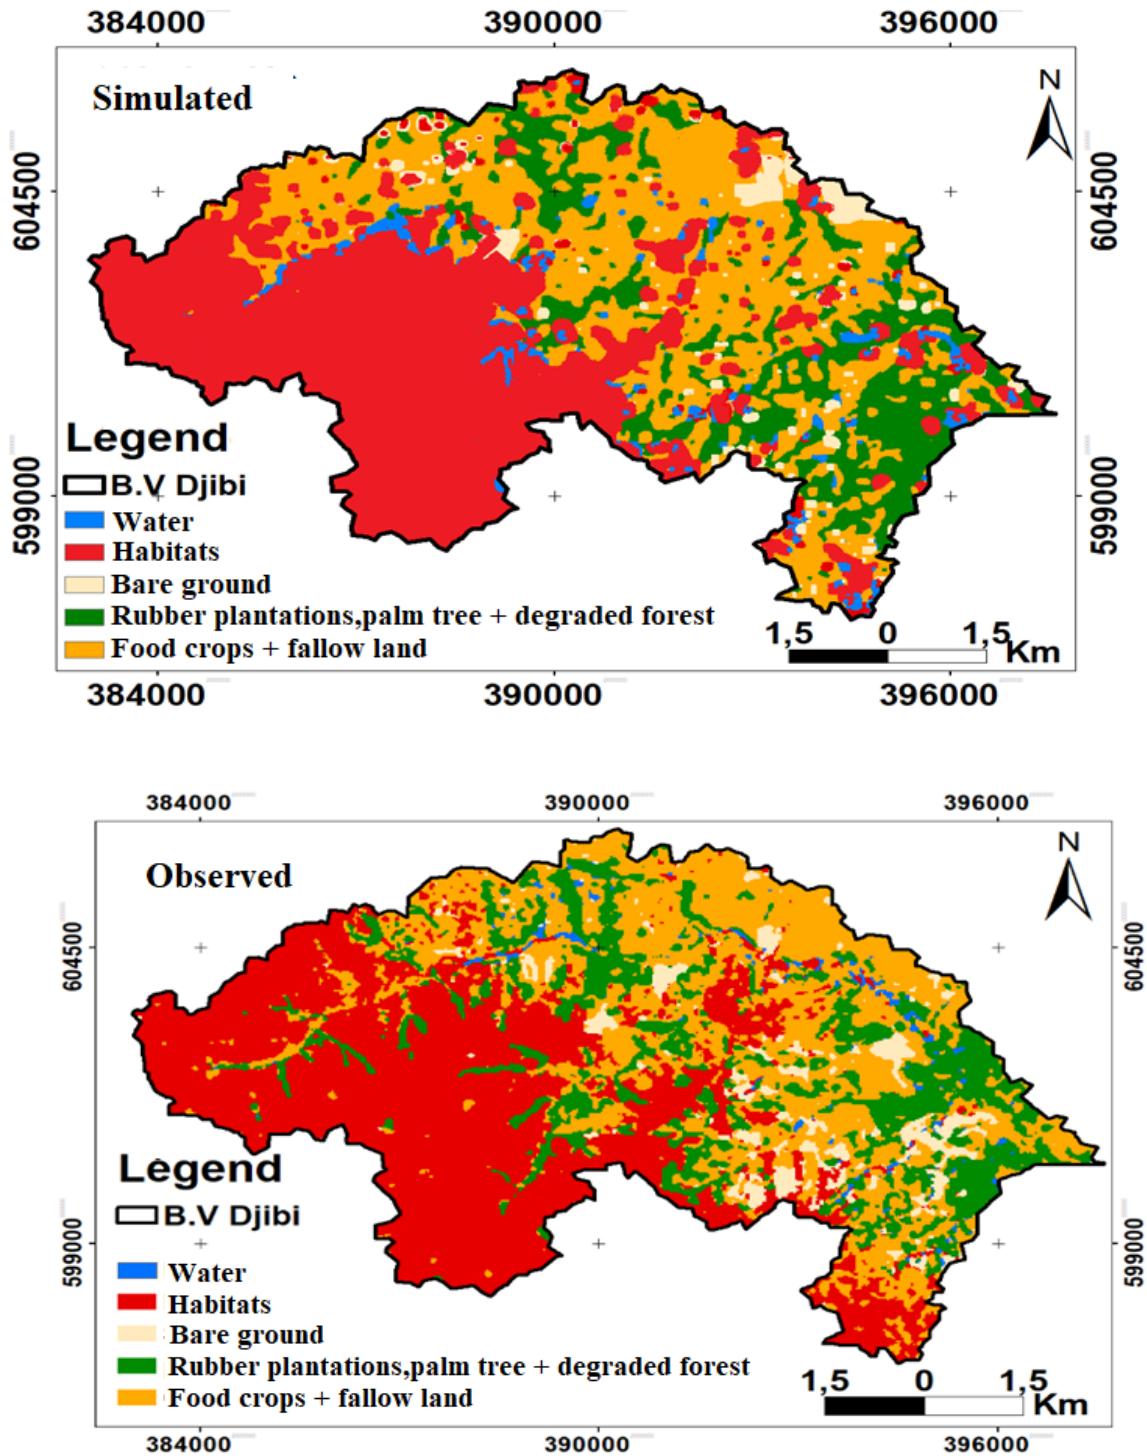 384000 390000 396000
Simulated
N
604500 604500
Legend
B.V Djibi
599000 599000
Water
Habitats
Bare ground
Rubber plantations,palm tree + degraded forest
Food crops + fallow land
1,5 0 1,5 Km
384000 390000 396000
384000 390000 396000
Observed
N
604500 604500
Legend
B.V Djibi
599000 599000
Water
Habitats
Bare ground
Rubber plantations,palm tree + degraded forest
Food crops + fallow land
1,5 0 1,5 Km
384000 390000 396000